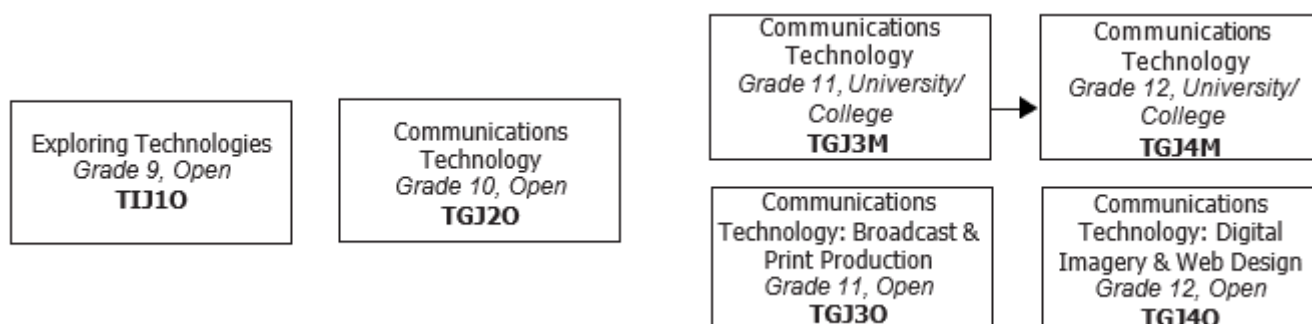 Exploring Technologies
Grade 9, Open
TIJ1O
Communications
Technology
Grade 10, Open
TGJ2O
Communications
Technology
Grade 11, University/
College
TGJ3M
Communications
Technology
Grade 12, University/
College
TGJ4M
Communications
Technology: Broadcast &
Print Production
Grade 11, Open
TGJ3O
Communications
Technology: Digital
Imagery & Web Design
Grade 12, Open
TGJ4O